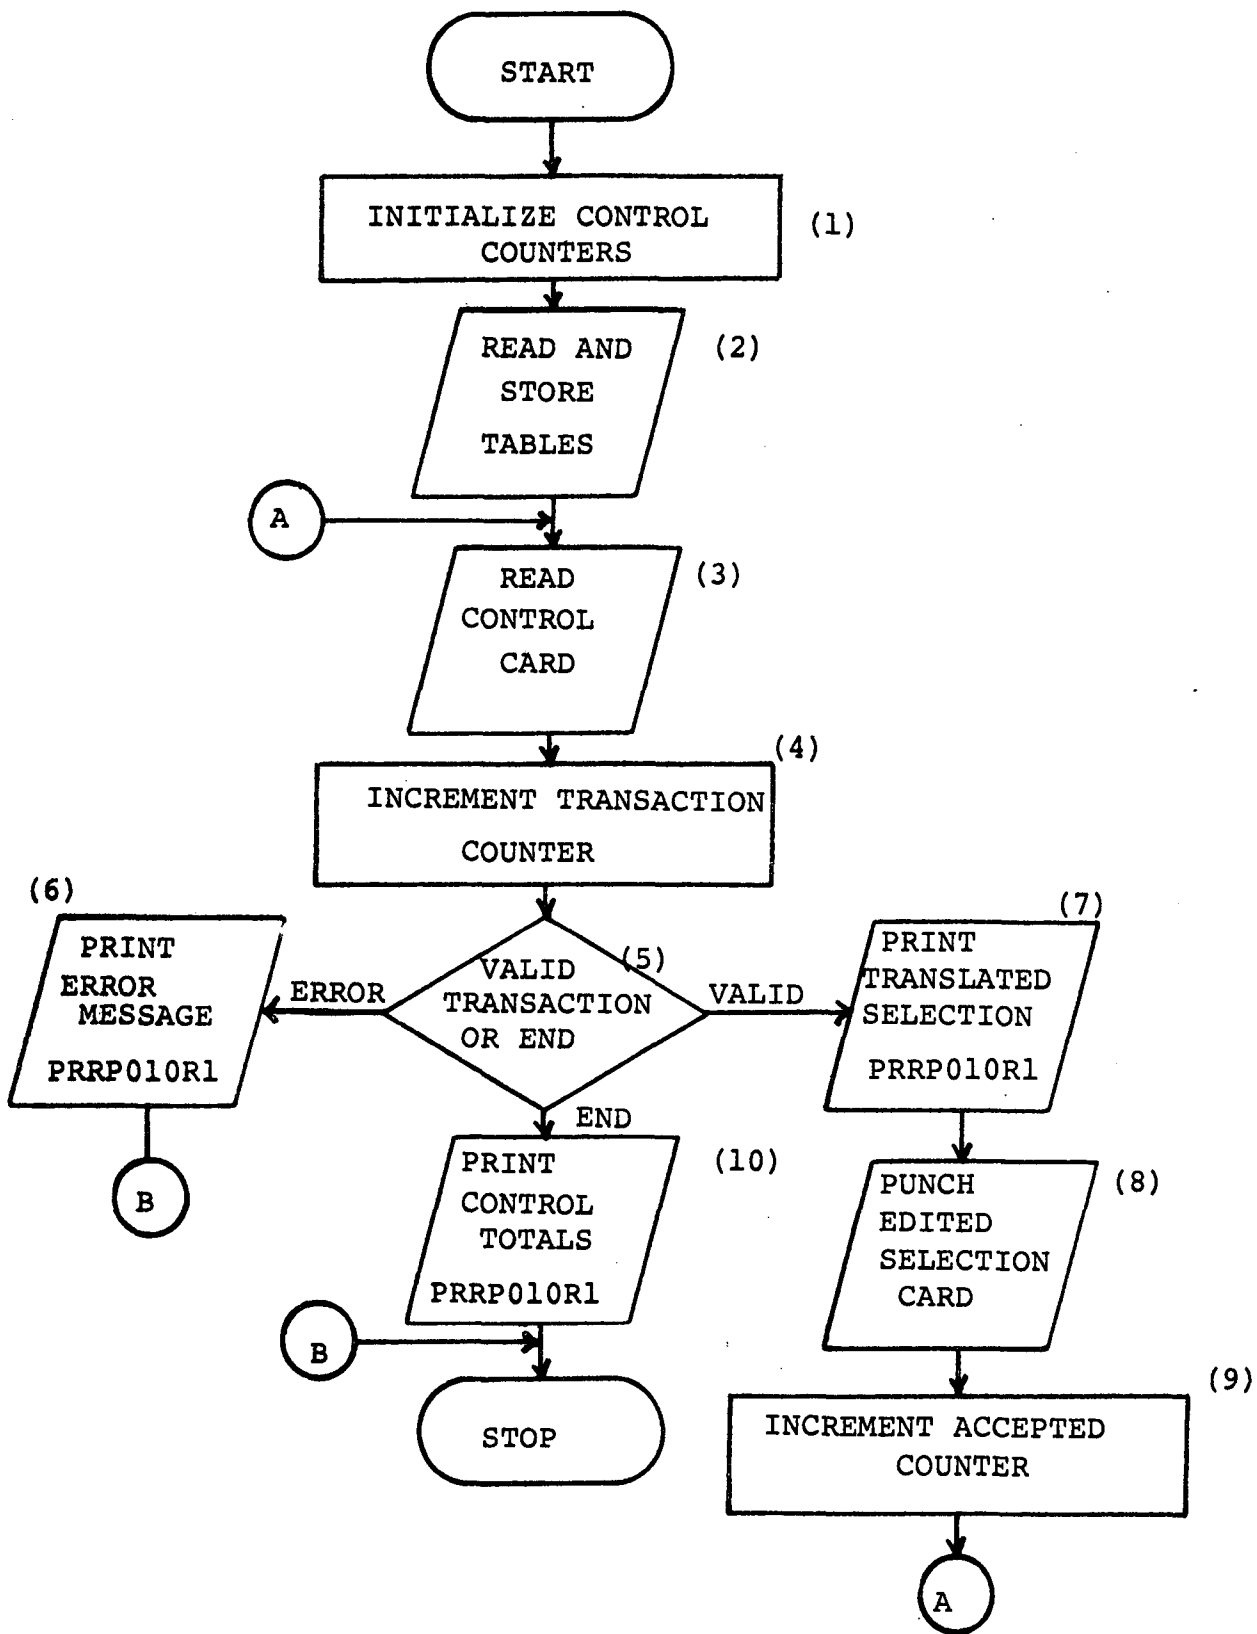 START
INITIALIZE CONTROL
COUNTERS
(1)
READ AND
STORE
TABLES
(2)
A
READ
CONTROL
CARD
(3)
(4)
INCREMENT TRANSACTION
COUNTER
(5)
VALID
TRANSACTION
OR END
ERROR
(6)
PRINT
ERROR
MESSAGE
PRRP010R1
B
VALID
(7)
PRINT
TRANSLATED
SELECTION
PRRP010R1
END
PRINT
CONTROL
TOTALS
PRRP010R1
(10)
PUNCH
EDITED
SELECTION
CARD
(8)
B
STOP
(9)
INCREMENT ACCEPTED
COUNTER
A